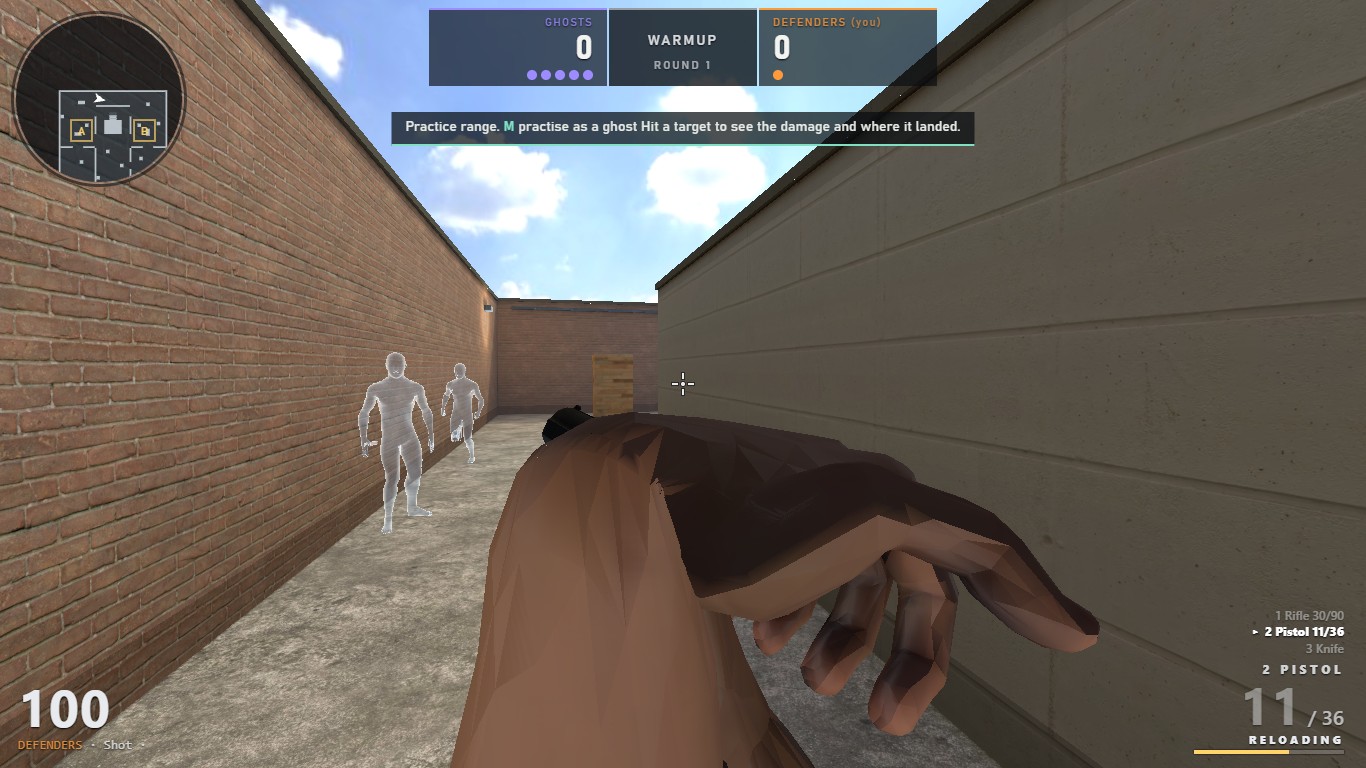 GHOSTS
0
WARMUP
ROUND 1
DEFENDERS (you)
0
Practice range. M practise as a ghost Hit a target to see the damage and where it landed.
A
B
1 Rifle 30/90
▸ 2 Pistol 11/36
3 Knife
2 PISTOL
11 / 36
RELOADING
100
DEFENDERS · Shot ·